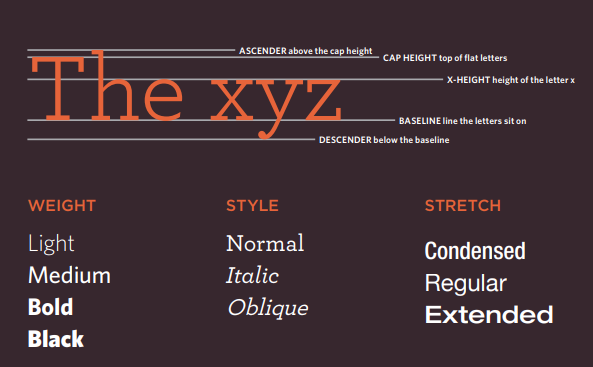 ASCENDER above the cap height
CAP HEIGHT top of flat letters
The xyz
X-HEIGHT height of the letter x
BASELINE line the letters sit on
DESCENDER below the baseline
WEIGHT
Light
Medium
Bold
Black
STYLE
Normal
Italic
Oblique
STRETCH
Condensed
Regular
Extended